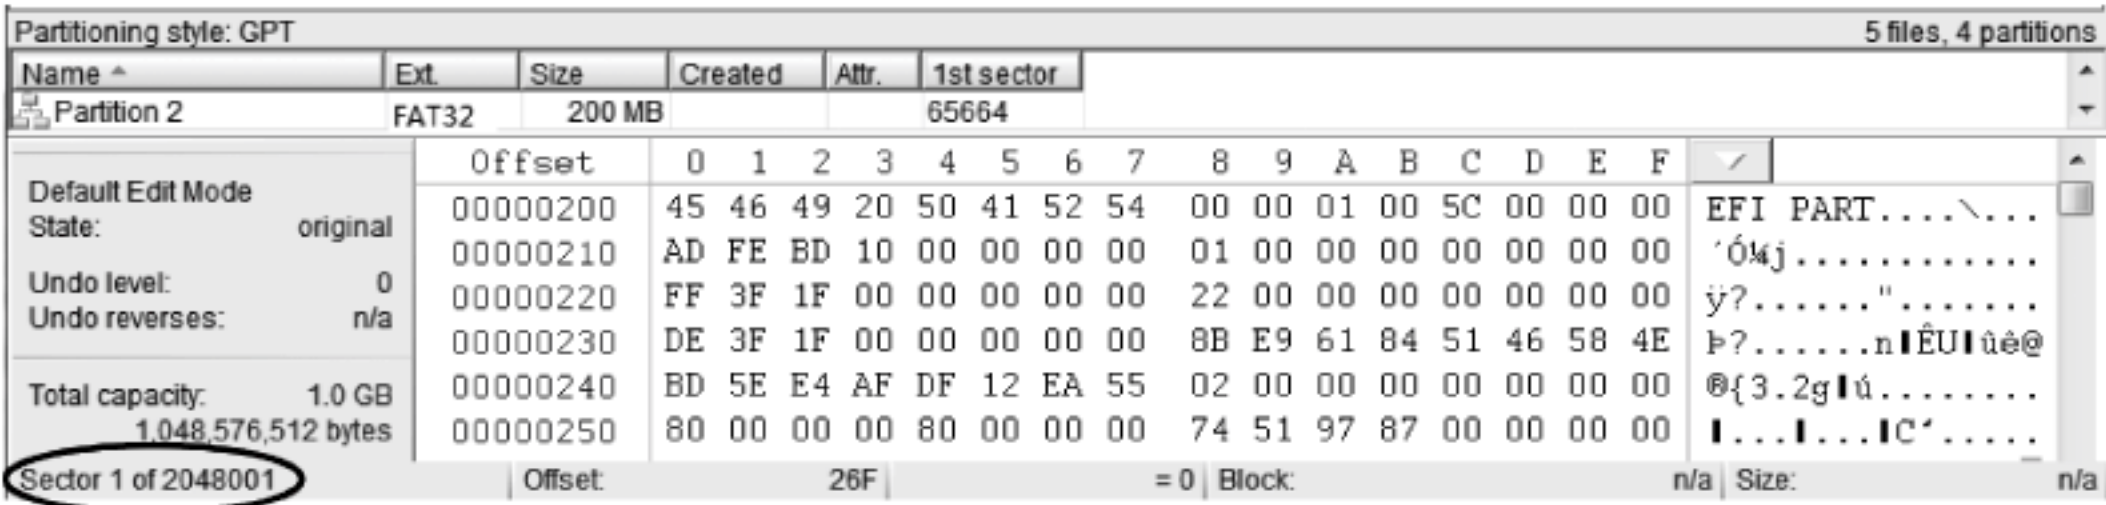 Partitioning style: GPT 5 files, 4 partitions
Name Ext. Size Created Attr. 1st sector
Partition 2 FAT32 200 MB 65664
Offset 0 1 2 3 4 5 6 7 8 9 A B C D E F
Default Edit Mode
State: original
Undo level: 0
Undo reverses: n/a
Total capacity: 1.0 GB
1,048,576,512 bytes
00000200 45 46 49 20 50 41 52 54 00 00 01 00 5C 00 00 00 EFI PART....\...
00000210 AD FE BD 10 00 00 00 00 01 00 00 00 00 00 00 00 ´Ó¼j............
00000220 FF 3F 1F 00 00 00 00 00 22 00 00 00 00 00 00 00 ÿ?......".......
00000230 DE 3F 1F 00 00 00 00 00 8B E9 61 84 51 46 58 4E Þ?......n▌ÊU▌ûê@
00000240 BD 5E E4 AF DF 12 EA 55 02 00 00 00 00 00 00 00 ®{3.2g▌ú........
00000250 80 00 00 00 80 00 00 00 74 51 97 87 00 00 00 00 ▌...▌...▌C´.....
Sector 1 of 2048001 Offset: 26F = 0 Block: n/a Size: n/a